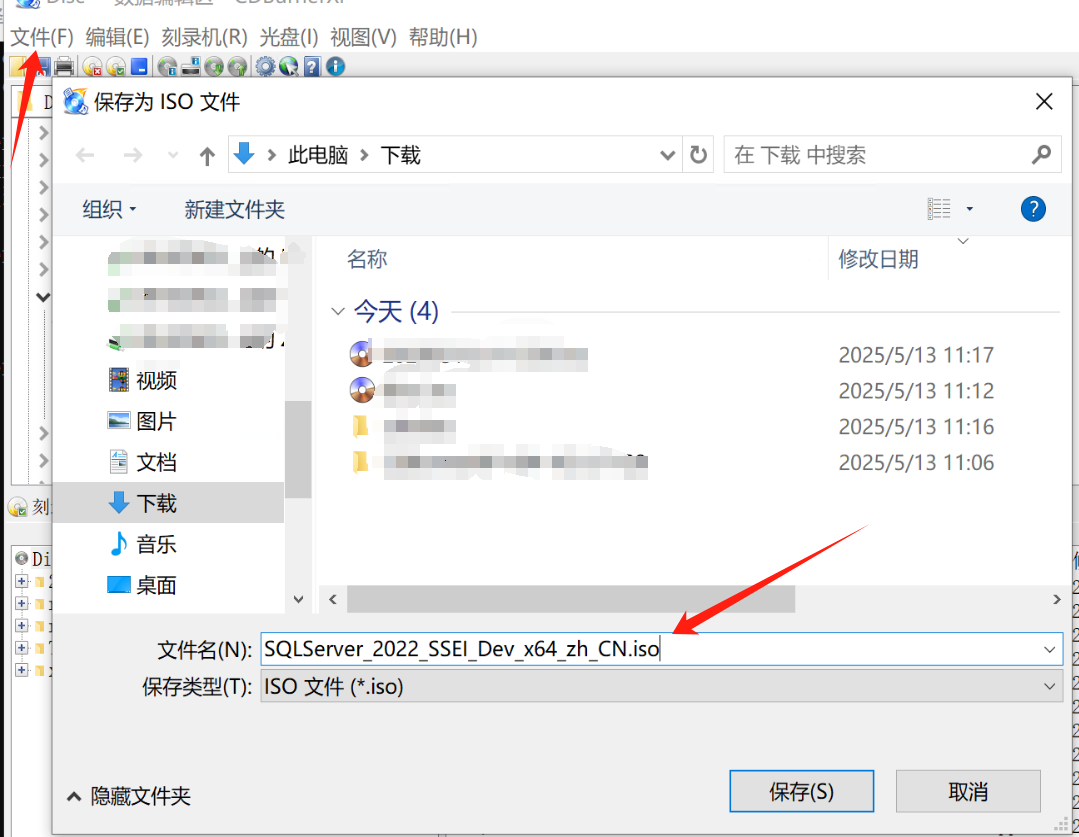 文件(F) 编辑(E) 刻录机(R) 光盘(I) 视图(V) 帮助(H)
保存为 ISO 文件
此电脑 下载
在 下载 中搜索
组织 新建文件夹
名称 修改日期
今天 (4)
2025/5/13 11:17
2025/5/13 11:12
2025/5/13 11:16
2025/5/13 11:06
视频
图片
文档
下载
音乐
桌面
刻
Di
文件名(N): SQLServer_2022_SSEI_Dev_x64_zh_CN.iso
保存类型(T): ISO 文件 (*.iso)
隐藏文件夹 保存(S) 取消